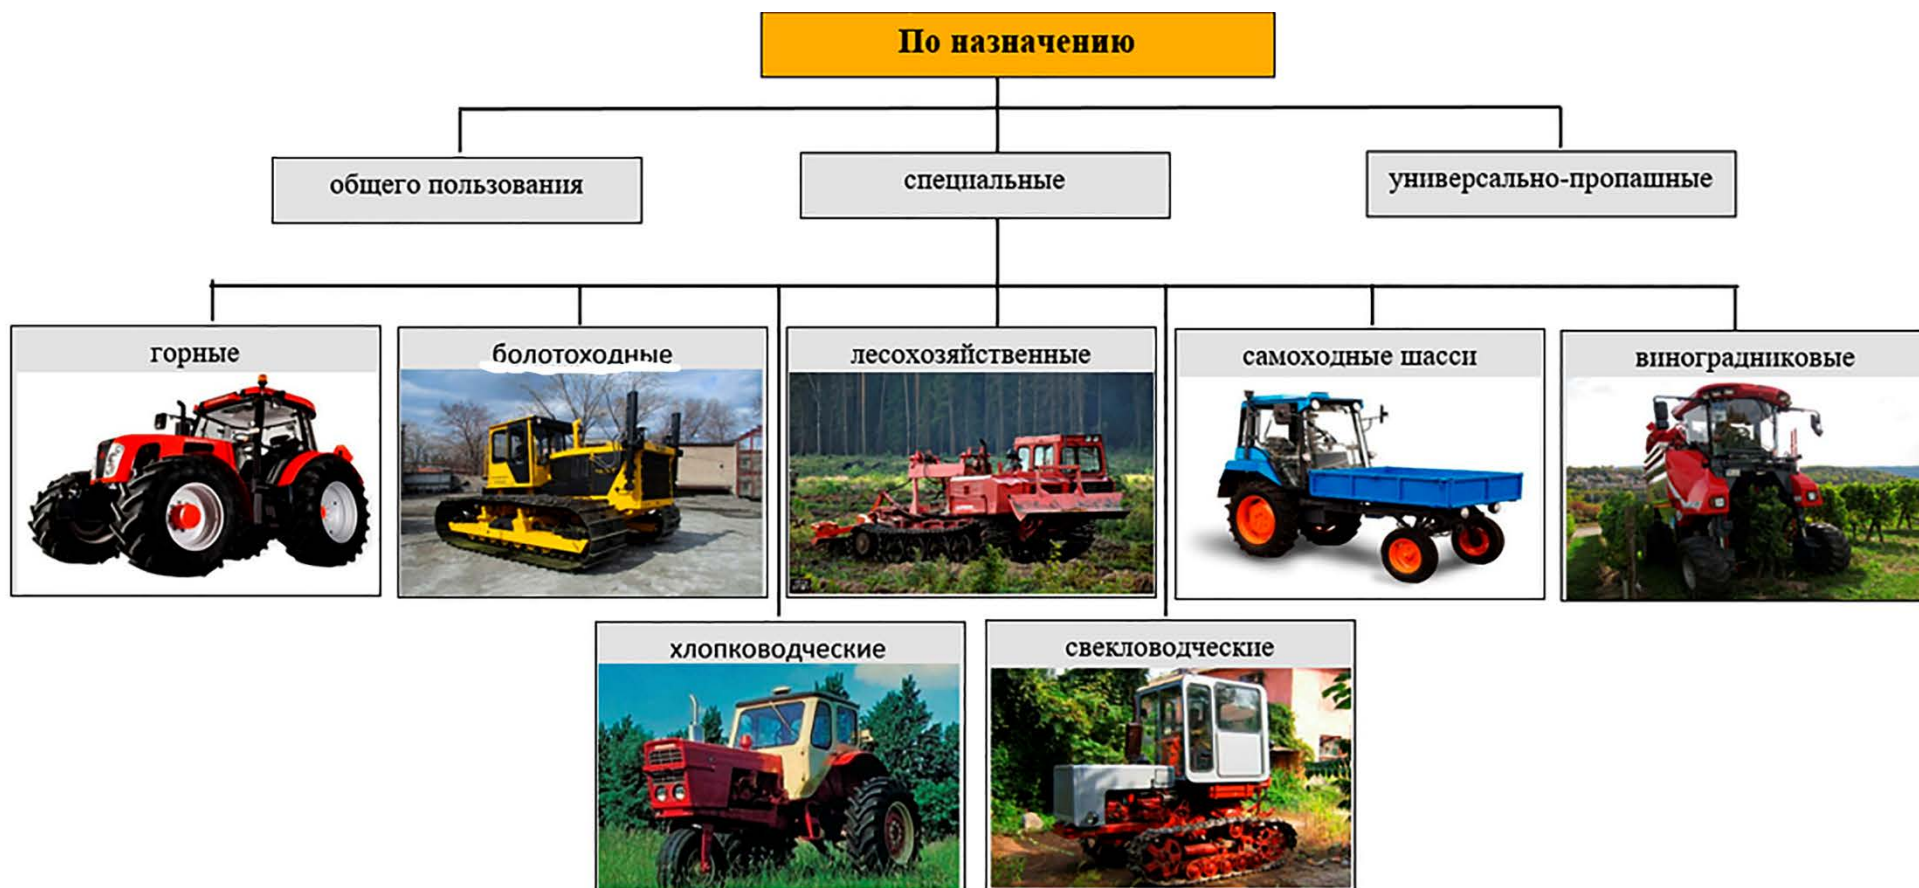 По назначению
общего пользования
специальные
универсально-пропашные
горные
болотоходные
лесохозяйственные
самоходные шасси
виноградниковые
хлопководческие
свекловодческие